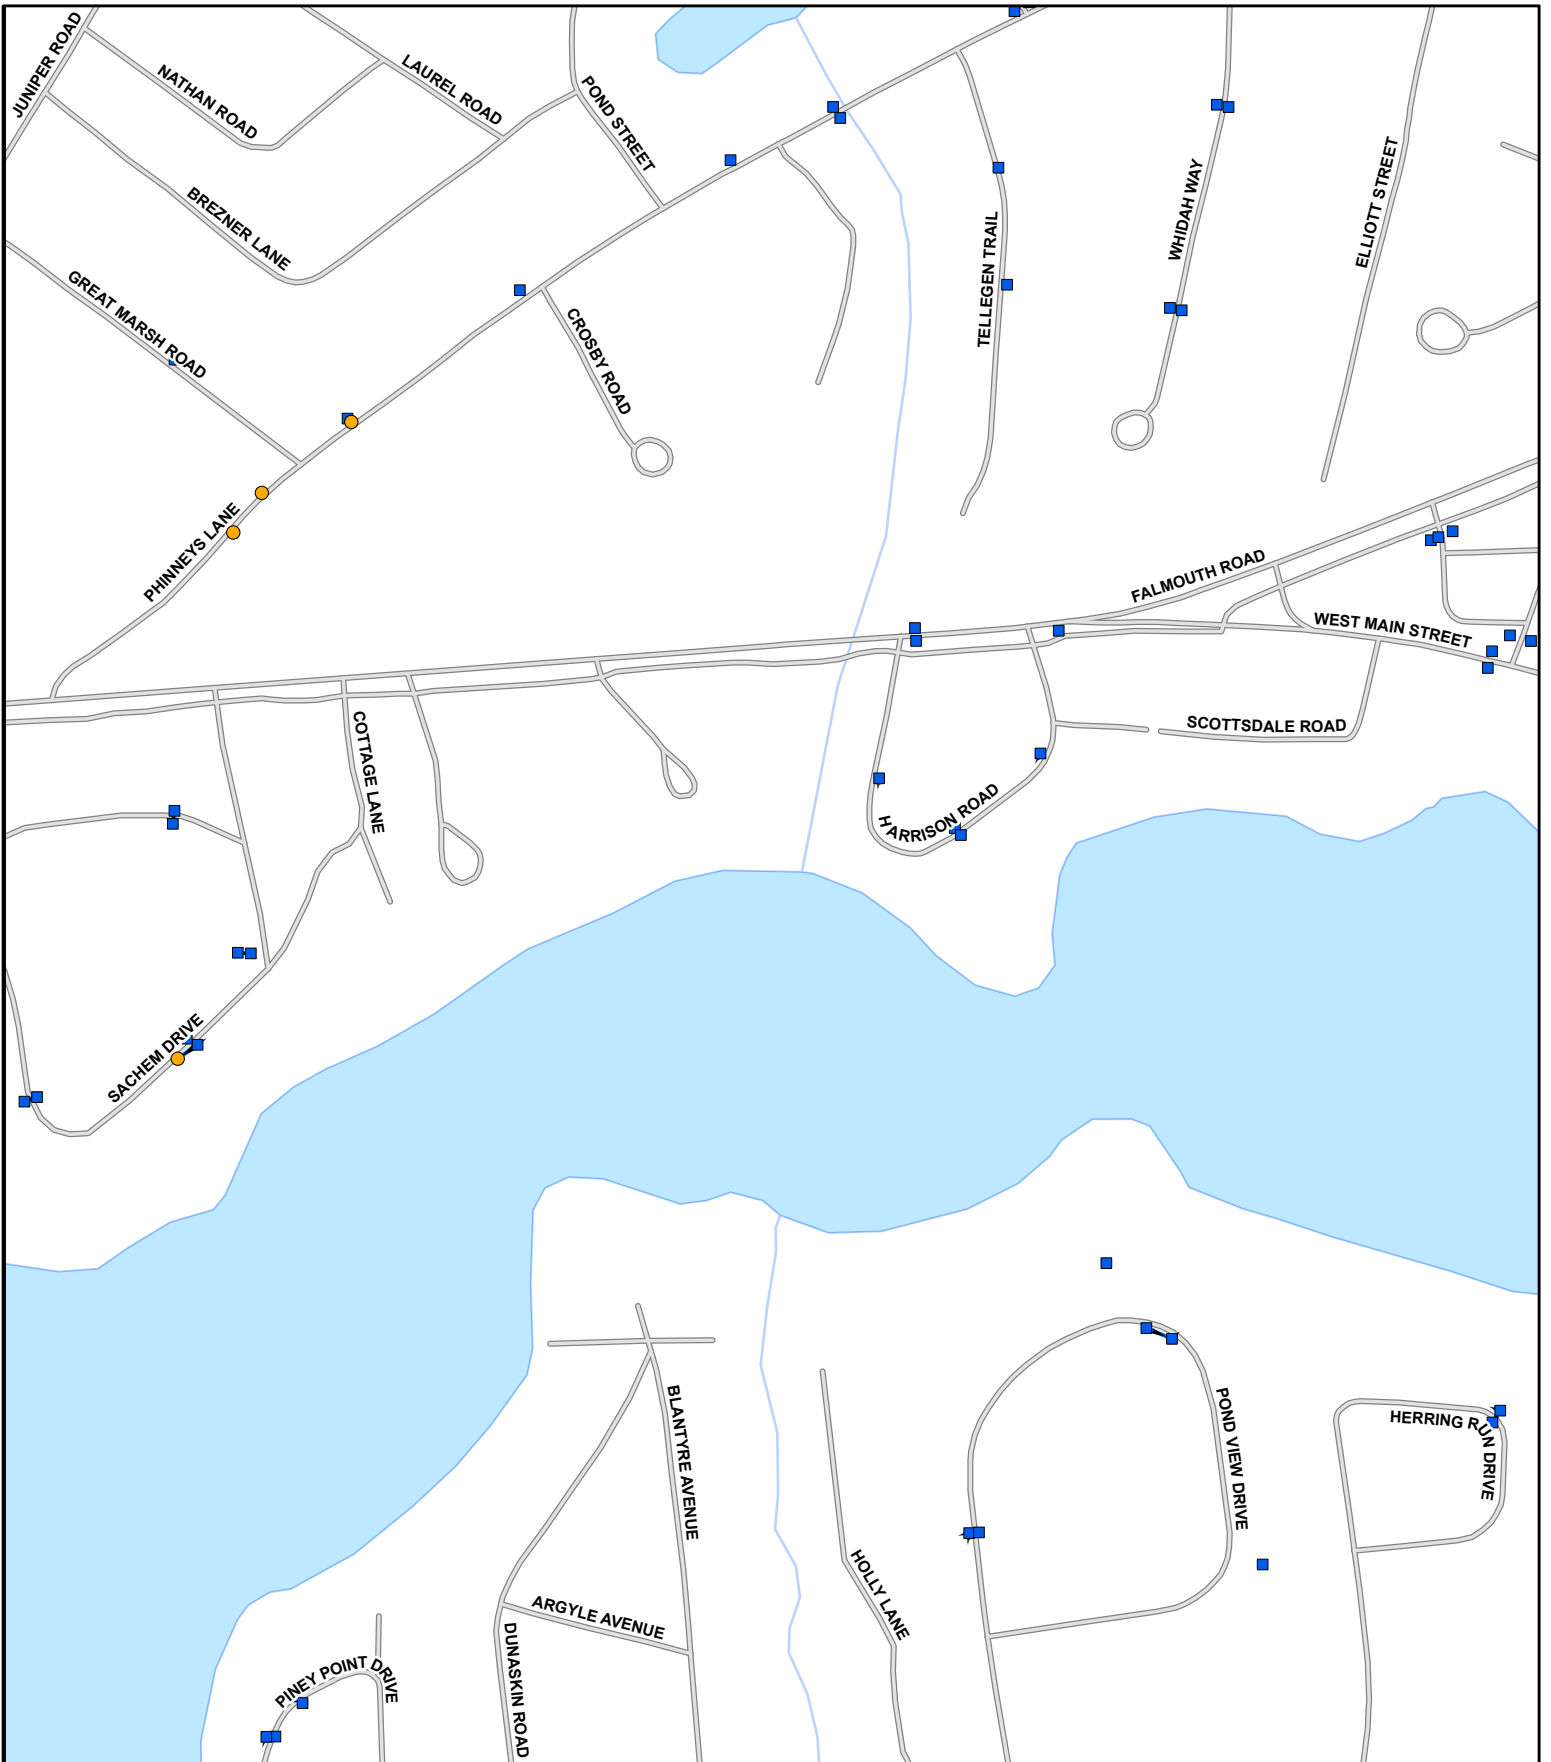 JUNIPER ROAD
NATHAN ROAD
LAUREL ROAD
POND STREET
BREZNER LANE
GREAT MARSH ROAD
CROSBY ROAD
TELLEGEN TRAIL
WHIDAH WAY
ELLIOTT STREET
PHINNEYS LANE
FALMOUTH ROAD
WEST MAIN STREET
SCOTTSDALE ROAD
COTTAGE LANE
HARRISON ROAD
SACHEM DRIVE
BLANTYRE AVENUE
POND VIEW DRIVE
HERRING RUN DRIVE
HOLLY LANE
ARGYLE AVENUE
DUNASKIN ROAD
PINEY POINT DRIVE